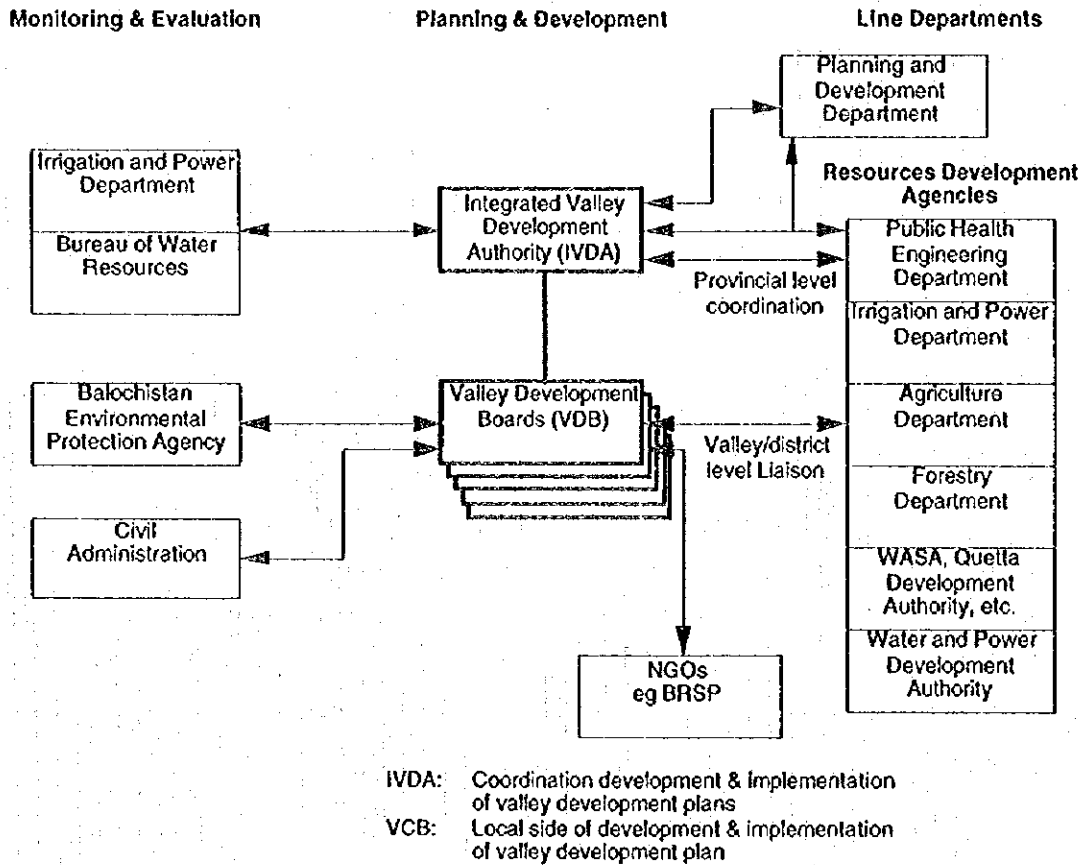 Monitoring & Evaluation
Planning & Development
Line Departments
Planning and
Development
Department
Irrigation and Power
Department
Bureau of Water
Resources
Integrated Valley
Development
Authority (IVDA)
Resources Development
Agencies
Public Health
Engineering
Department
Provincial level
coordination
Irrigation and Power
Department
Balochistan
Environmental
Protection Agency
Valley Development
Boards (VDB)
Agriculture
Department
Valley/district
level Liaison
Forestry
Department
Civil
Administration
WASA, Quetta
Development
Authority, etc.
Water and Power
Development
Authority
NGOs
eg BRSP
IVDA: Coordination development & implementation
of valley development plans
VCB: Local side of development & implementation
of valley development plan